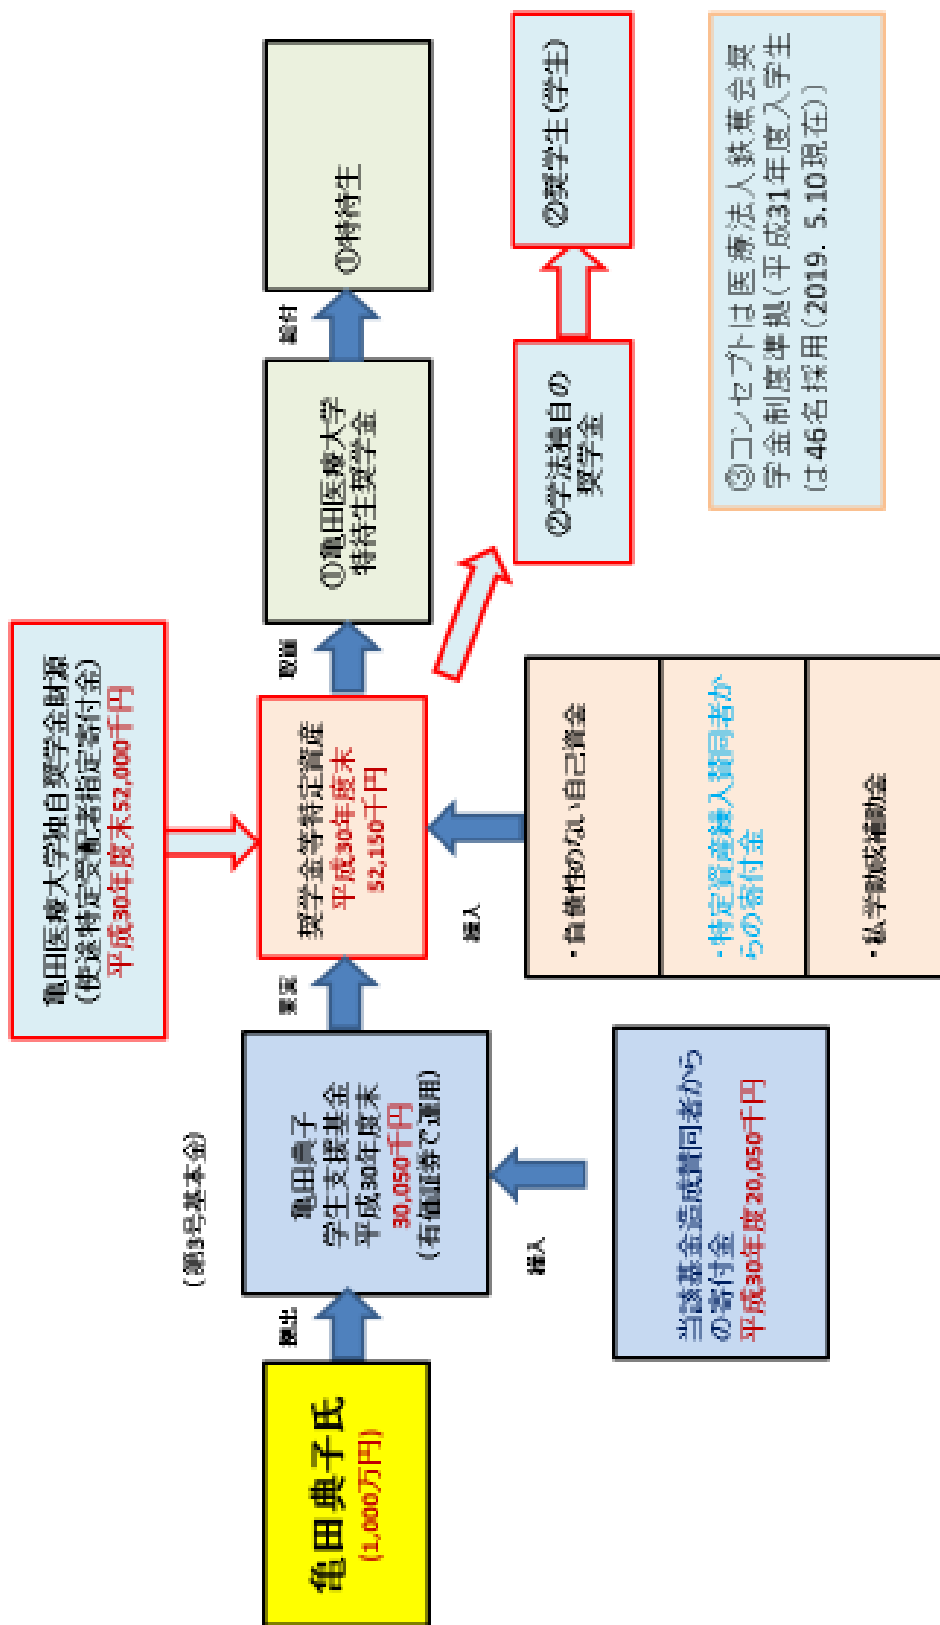 亀田医療大学独自奨学金財源
(使途特定受配者指定寄付金)
平成30年度末52,000千円
(第3号基本金)
亀田典子氏
(1,000万円)
拠出
亀田典子
学生支援基金
平成30年度末
30,050千円
(有価証券で運用)
果実
奨学金等特定資産
平成30年度末
52,150千円
取崩
①亀田医療大学
特待生奨学金
給付
①特待生
繰入
繰入
②学法独自の
奨学金
②奨学生(学生)
当該基金造成賛同者から
の寄付金
平成30年度20,050千円
・負債性のない自己資金
・特定資産繰入賛同者か
らの寄付金
・私学助成補助金
③コンセプトは医療法人鉄蕉会奨
学金制度準拠(平成31年度入学生
は46名採用(2019. 5.10現在))